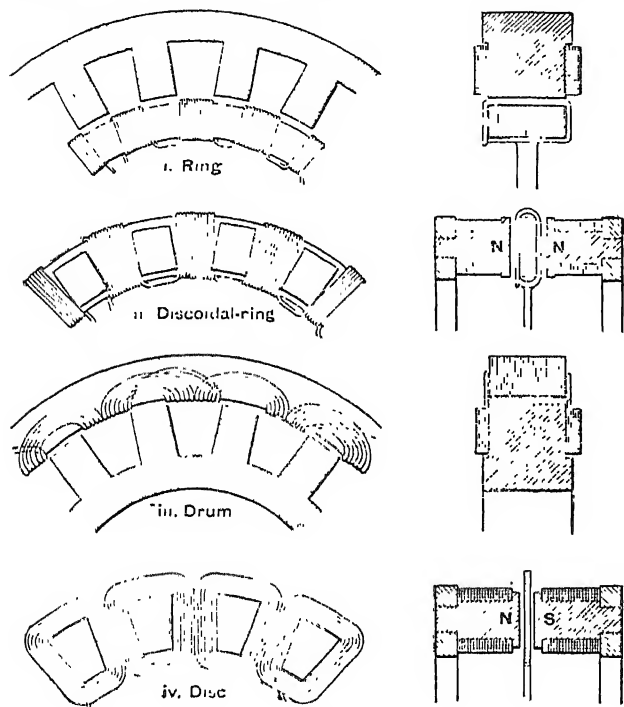 i. Ring
N N
ii. Discoidal-ring
iii. Drum
N S
iv. Disc